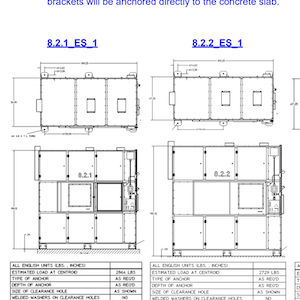 brackets will be anchored directly to the concrete slab.
8.2.1_ES_1
8.2.2_ES_1
8.2.1
8.2.2
ALL ENGLISH UNITS (LBS , INCHES)
ESTIMATED LOAD AT CENTROID 2866 LBS
TYPE OF ANCHOR AS REQ'D
DEPTH OF ANCHOR AS REQ'D
SIZE OF CLEARANCE HOLE AS SHOWN
WELDED WASHERS ON CLEARANCE HOLES NO
ALL ENGLISH UNITS (LBS , INCHES)
ESTIMATED LOAD AT CENTROID 2729 LBS
TYPE OF ANCHOR AS REQ'D
DEPTH OF ANCHOR AS REQ'D
SIZE OF CLEARANCE HOLE AS SHOWN
WELDED WASHERS ON CLEARANCE HOLES NO